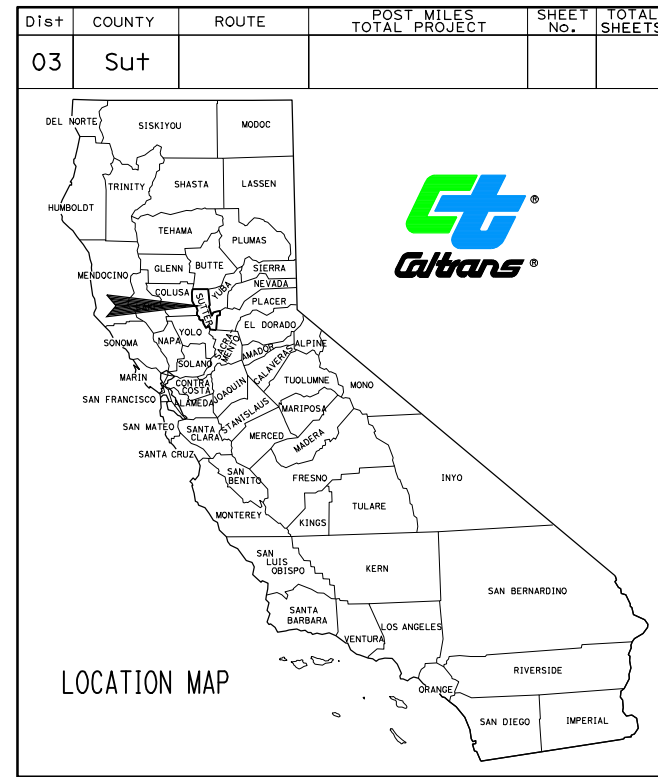 Dist COUNTY ROUTE POST MILES TOTAL PROJECT SHEET No. TOTAL SHEETS
03 Sut
DEL NORTE
SISKIYOU
MODOC
HUMBOLDT
TRINITY
SHASTA
LASSEN
TEHAMA
PLUMAS
MENDOCINO
GLENN
BUTTE
SIERRA
NEVADA
YUBA
COLUSA
SUTTER
PLACER
SONOMA
NAPA
YOLO
SACRA
MENTO
EL DORADO
SOLANO
AMADOR
ALPINE
MARIN
CONTRA
COSTA
CALAVERAS
TUOLUMNE
MONO
SAN FRANCISCO
ALAMEDA
JOAQUIN
SAN MATEO
SANTA
CLARA
STANISLAUS
MARIPOSA
SANTA CRUZ
MERCED
MADERA
SAN
BENITO
FRESNO
INYO
MONTEREY
KINGS
TULARE
SAN
LUIS
OBISPO
KERN
SAN BERNARDINO
SANTA
BARBARA
VENTURA
LOS ANGELES
ORANGE
RIVERSIDE
SAN DIEGO
IMPERIAL
ct ®
Caltrans ®
LOCATION MAP